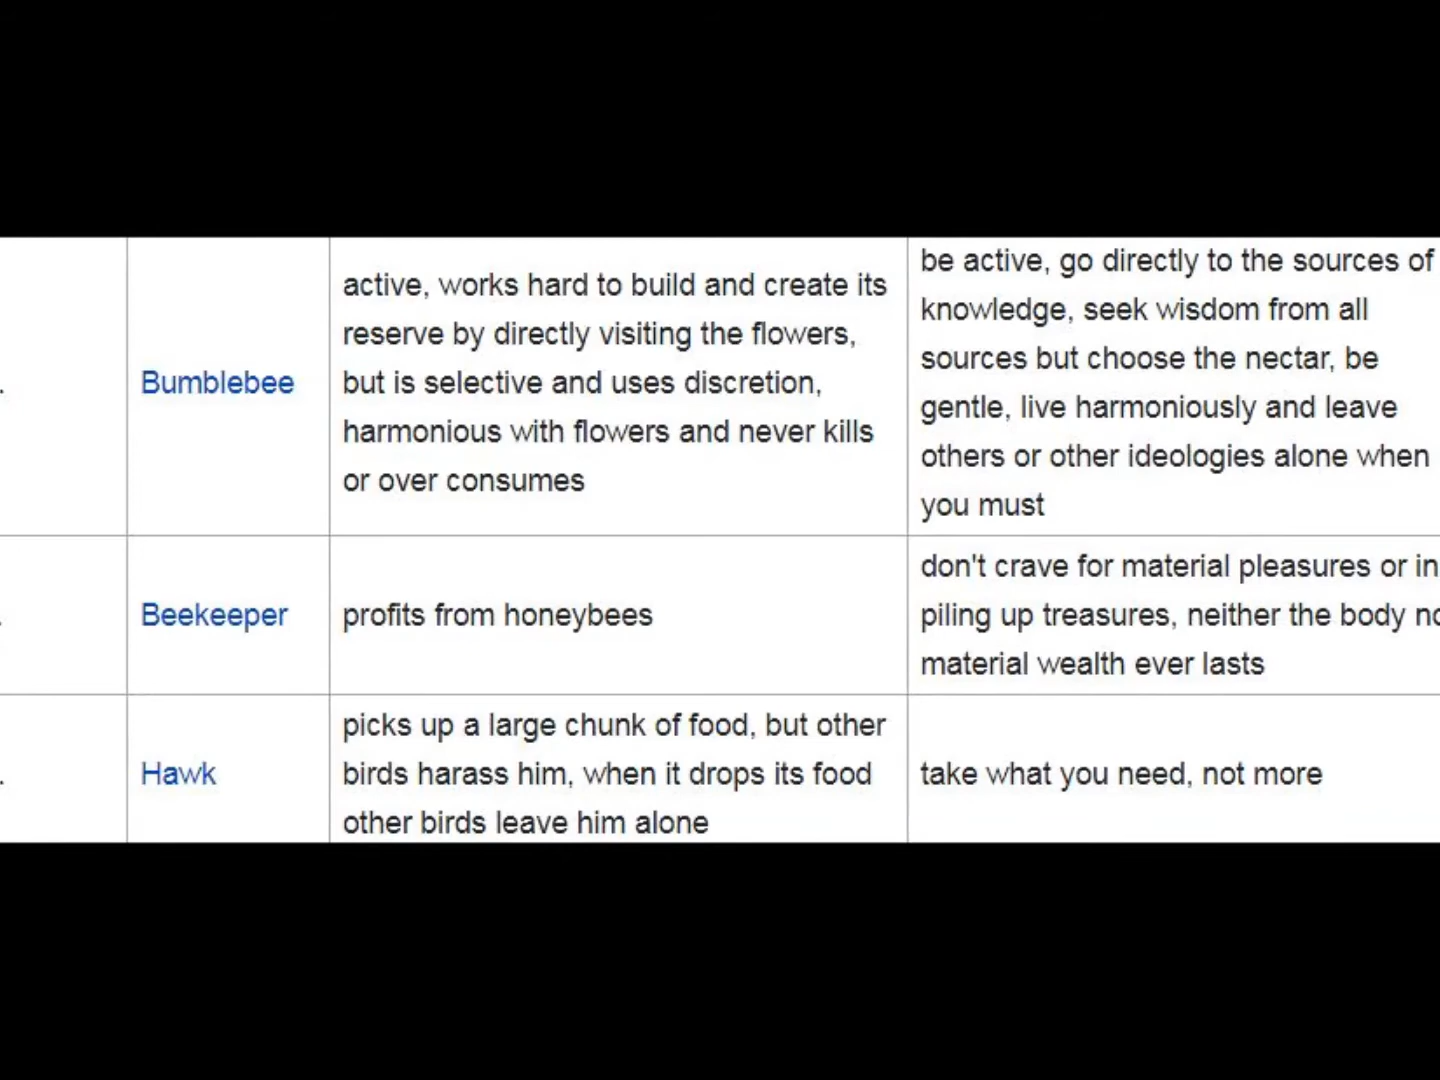 .
Bumblebee
active, works hard to build and create its
reserve by directly visiting the flowers,
but is selective and uses discretion,
harmonious with flowers and never kills
or over consumes
be active, go directly to the sources of
knowledge, seek wisdom from all
sources but choose the nectar, be
gentle, live harmoniously and leave
others or other ideologies alone when
you must
.
Beekeeper
profits from honeybees
don't crave for material pleasures or in
piling up treasures, neither the body
material wealth ever lasts
.
Hawk
picks up a large chunk of food, but other
birds harass him, when it drops its food
other birds leave him alone
take what you need, not more